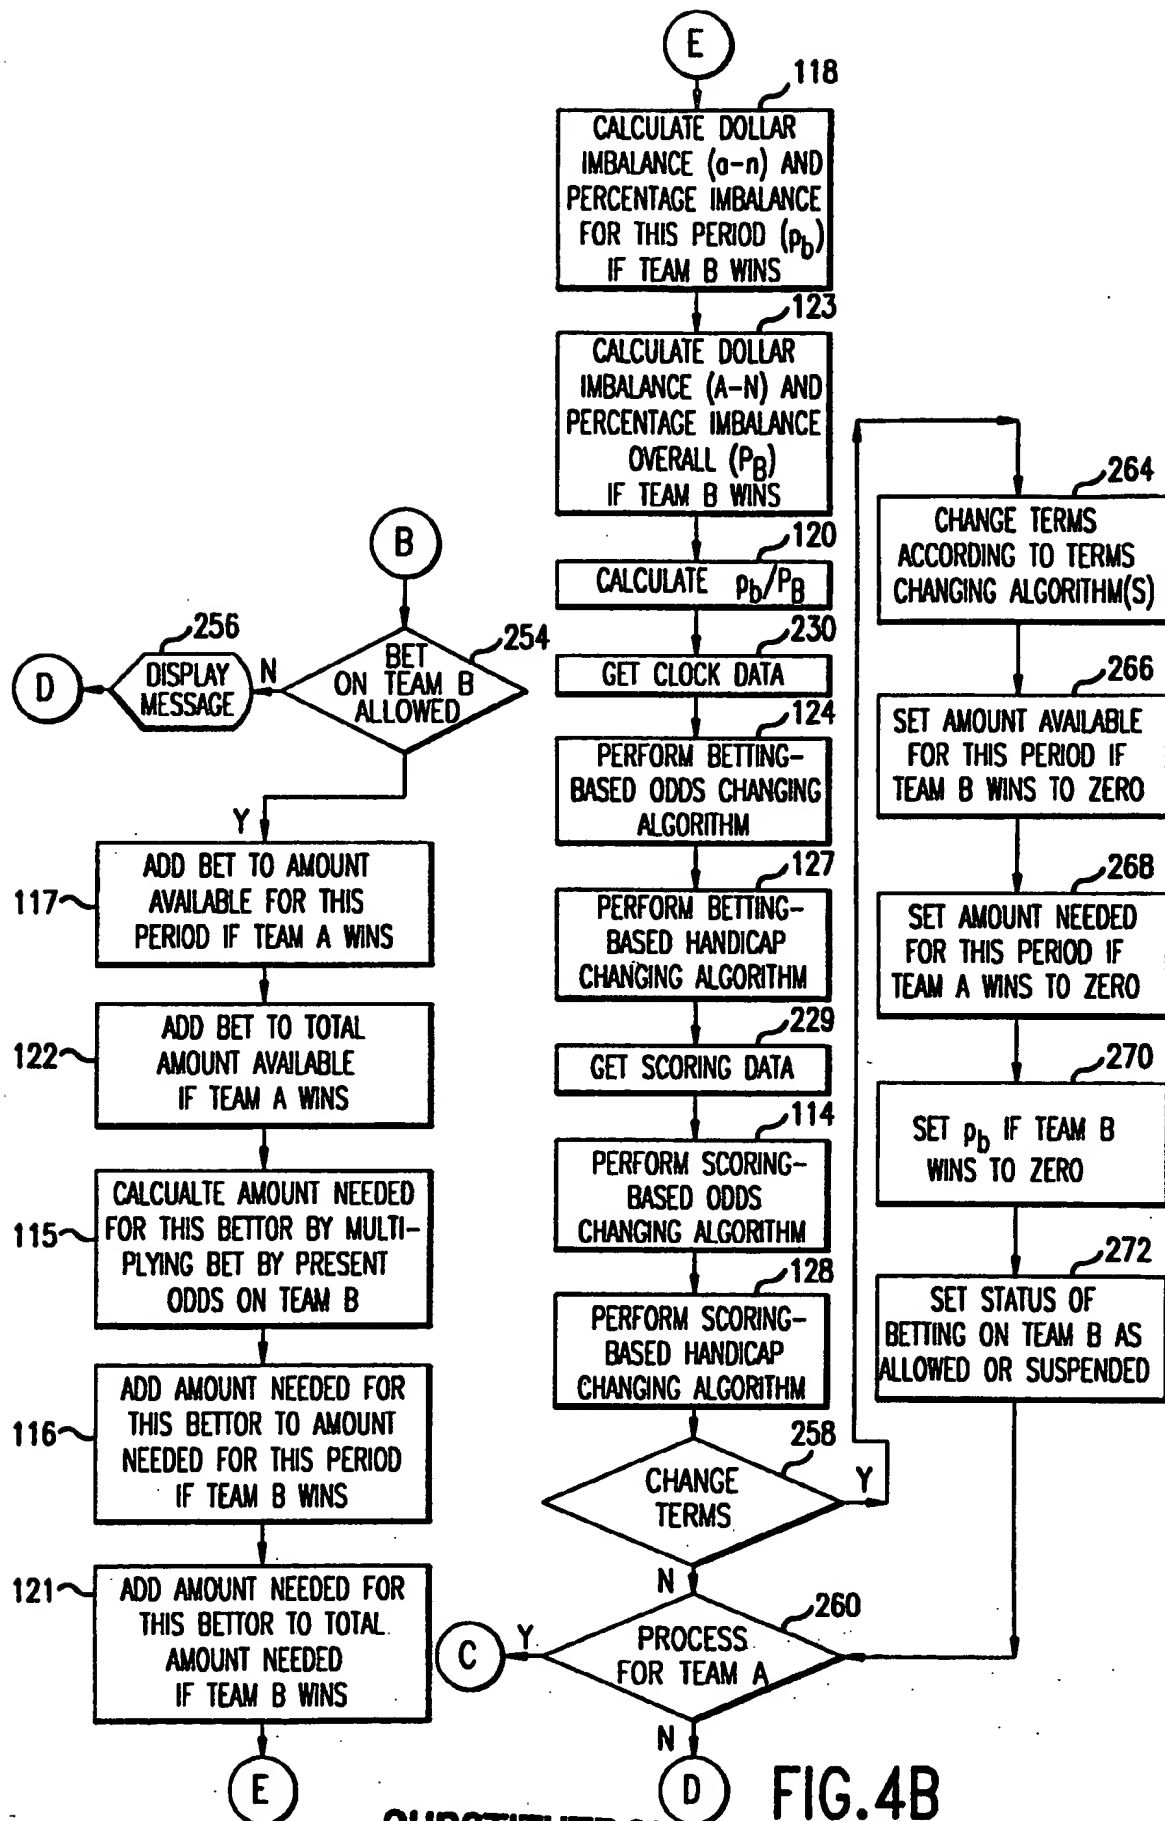 B
254
BET
ON TEAM B
ALLOWED
N
256
DISPLAY
MESSAGE
D
Y
117
ADD BET TO AMOUNT
AVAILABLE FOR THIS
PERIOD IF TEAM A WINS
122
ADD BET TO TOTAL
AMOUNT AVAILABLE
IF TEAM A WINS
115
CALCUALTE AMOUNT NEEDED
FOR THIS BETTOR BY MULTI-
PLYING BET BY PRESENT
ODDS ON TEAM B
116
ADD AMOUNT NEEDED FOR
THIS BETTOR TO AMOUNT
NEEDED FOR THIS PERIOD
IF TEAM B WINS
121
ADD AMOUNT NEEDED FOR
THIS BETTOR TO TOTAL
AMOUNT NEEDED
IF TEAM B WINS
E
E
118
CALCULATE DOLLAR
IMBALANCE (a-n) AND
PERCENTAGE IMBALANCE
FOR THIS PERIOD (pb)
IF TEAM B WINS
123
CALCULATE DOLLAR
IMBALANCE (A-N) AND
PERCENTAGE IMBALANCE
OVERALL (PB)
IF TEAM B WINS
120
CALCULATE pb/PB
230
GET CLOCK DATA
124
PERFORM BETTING-
BASED ODDS CHANGING
ALGORITHM
127
PERFORM BETTING-
BASED HANDICAP
CHANGING ALGORITHM
229
GET SCORING DATA
114
PERFORM SCORING-
BASED ODDS
CHANGING ALGORITHM
128
PERFORM SCORING-
BASED HANDICAP
CHANGING ALGORITHM
258
CHANGE
TERMS
Y
N
260
PROCESS
FOR TEAM A
Y
C
N
D
264
CHANGE TERMS
ACCORDING TO TERMS
CHANGING ALGORITHM(S)
266
SET AMOUNT AVAILABLE
FOR THIS PERIOD IF
TEAM B WINS TO ZERO
268
SET AMOUNT NEEDED
FOR THIS PERIOD IF
TEAM A WINS TO ZERO
270
SET pb IF TEAM B
WINS TO ZERO
272
SET STATUS OF
BETTING ON TEAM B AS
ALLOWED OR SUSPENDED
FIG.4B